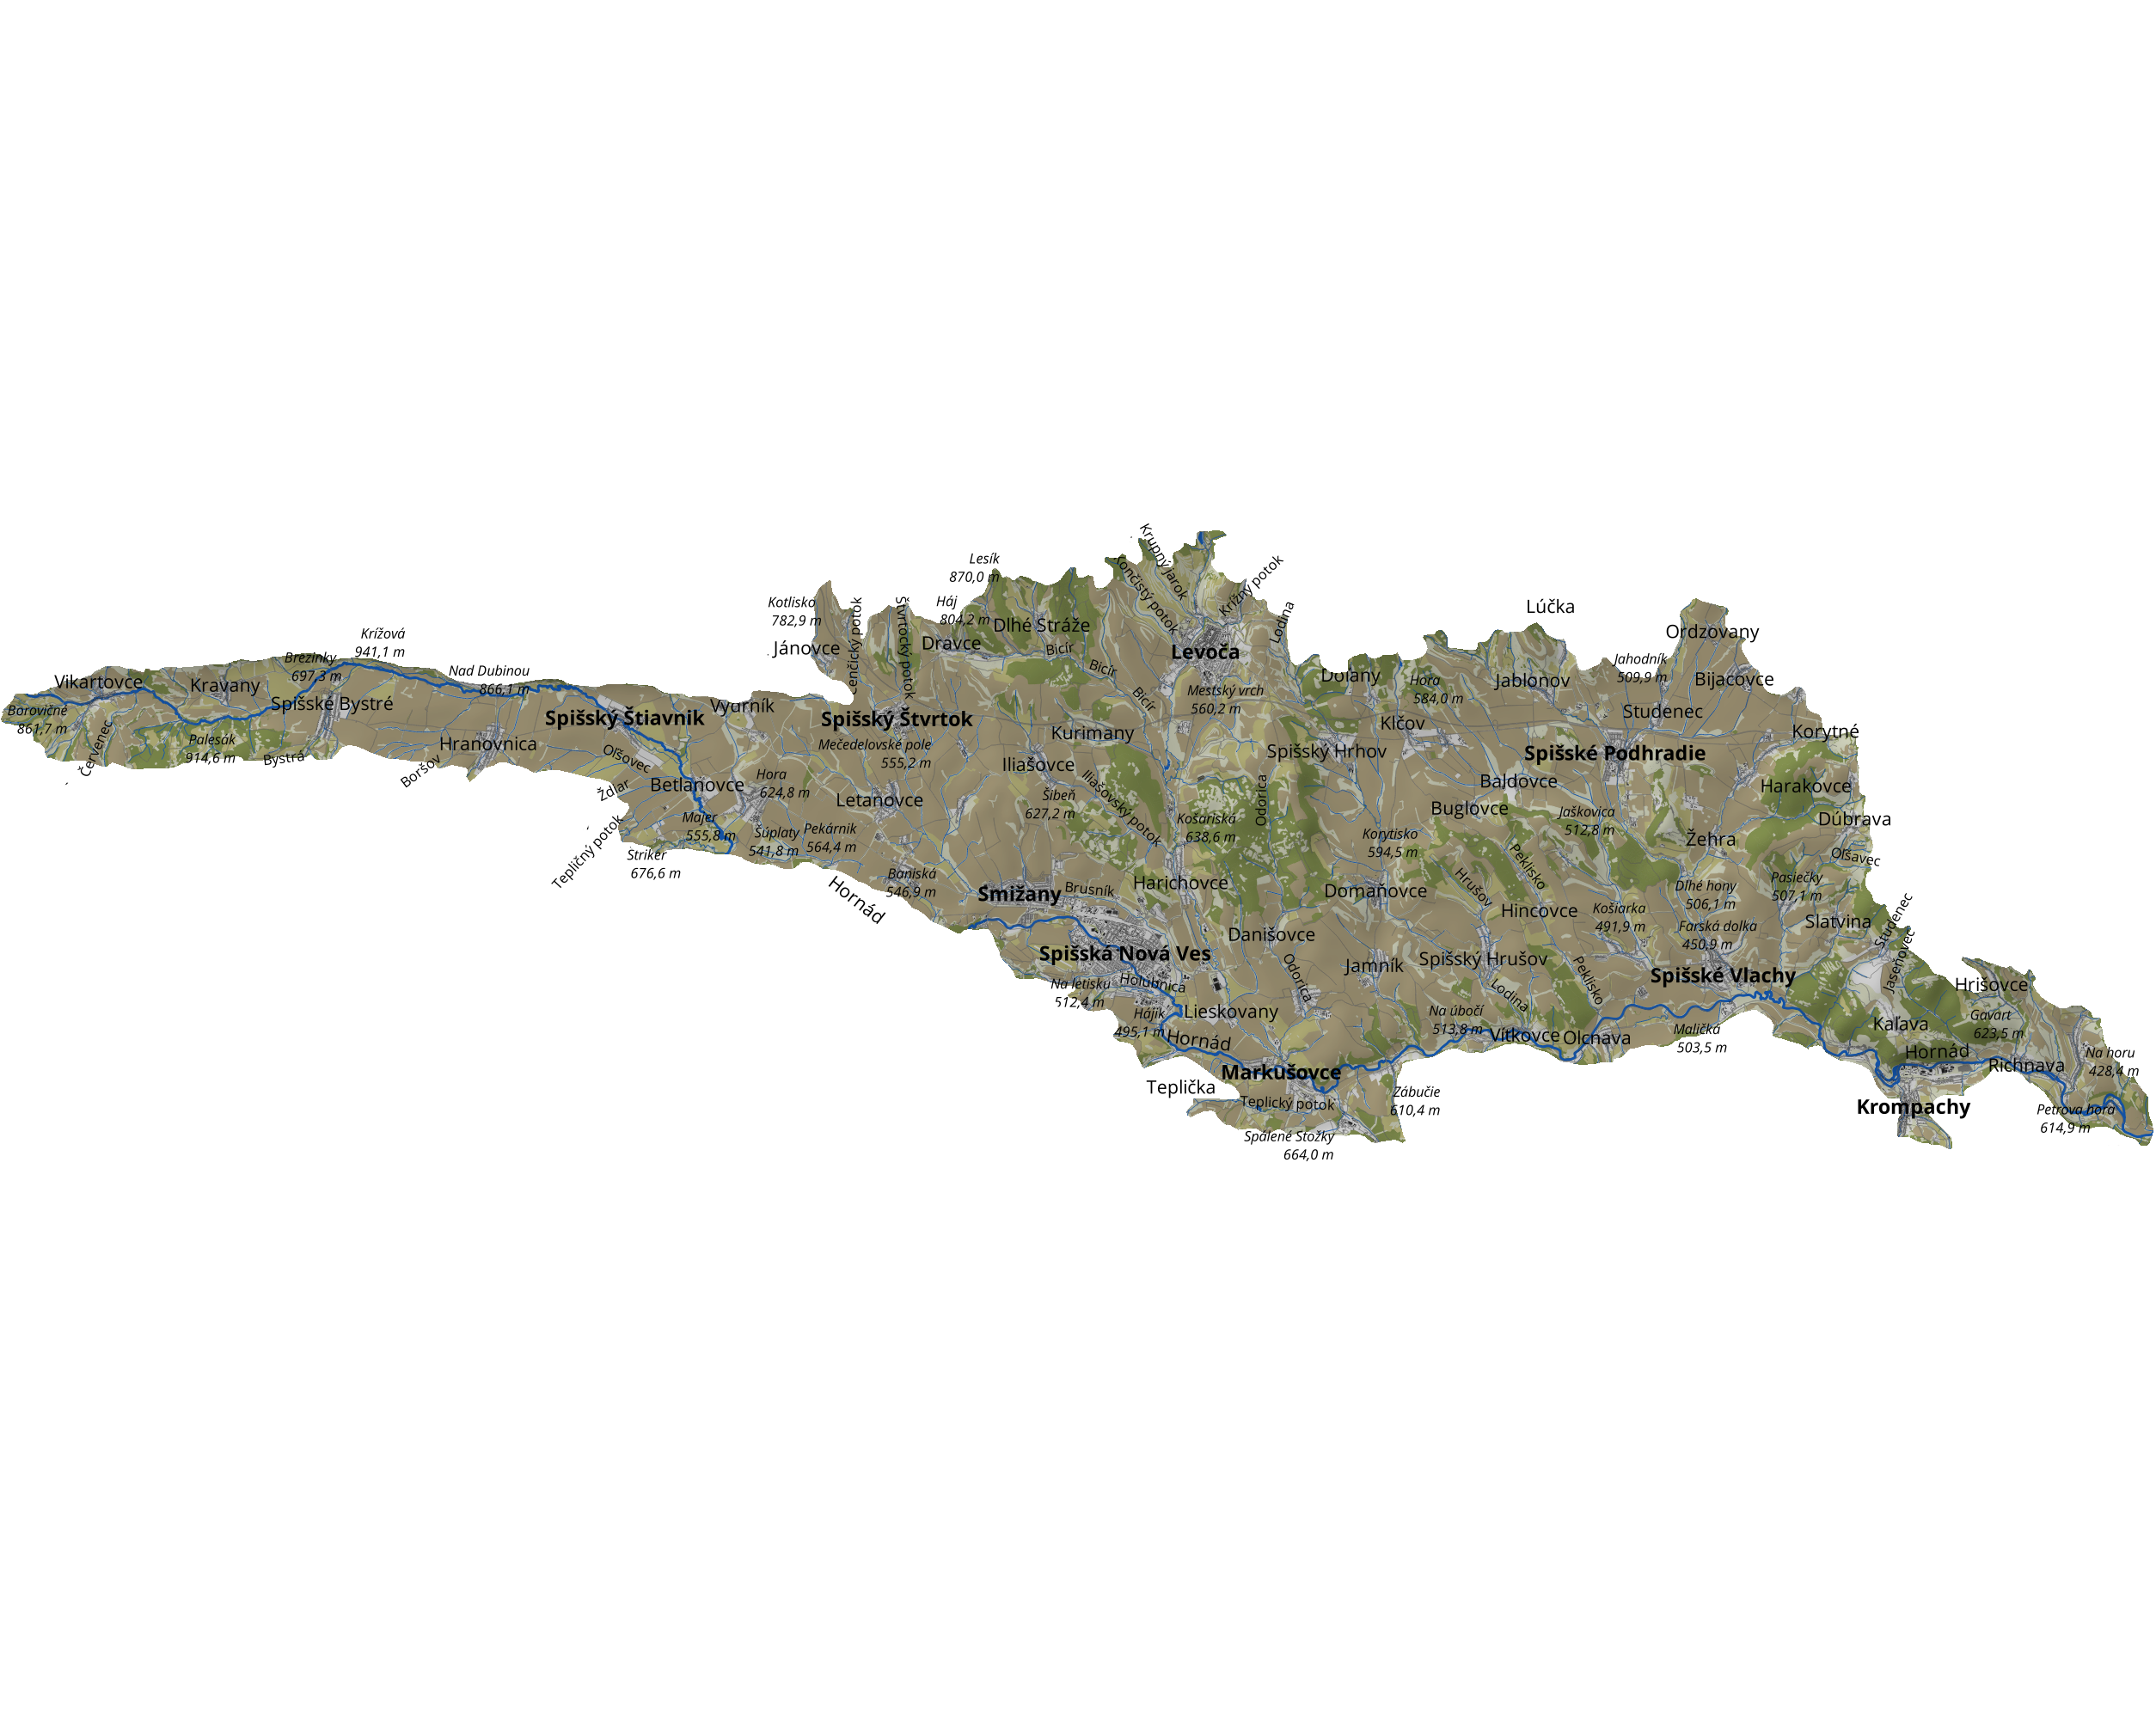 Krupný jarok
Končistý potok
Krížny potok
Lesík
870,0 m
Kotlisko
782,9 m
Háj
804,2 m
Štvrtocký potok
Lodina
Lúčka
Dlhé Stráže
Dravce
Jánovce
Levoča
Ordzovany
Krížová
941,1 m
Brezinky
697,3 m
Nad Dubinou
866,1 m
Bicír
Bicír
Bicír
Jahodník
509,9 m
Vikartovce
Kravany
Spišské Bystré
Borovičné
861,7 m
Dolany
Hora
584,0 m
Jablonov
Bijacovce
Mestský vrch
560,2 m
Studenec
Vydrník
Spišský Štiavnik
Spišský Štvrtok
Klčov
Kurimany
Korytné
Palesák
914,6 m
Červenec
Bystrá
Hranovnica
Boršov
Oľšovec
Mečedelovské pole
555,2 m
Spišský Hrhov
Spišské Podhradie
Iliašovce
Ždiar
Betlanovce
Hora
624,8 m
Letanovce
Šibeň
627,2 m
Iliašovský potok
Odorica
Baldovce
Harakovce
Buglovce
Jaškovica
512,8 m
Dúbrava
Majer
555,8 m
Šúplaty
541,8 m
Pekárnik
564,4 m
Košariská
638,6 m
Korytisko
594,5 m
Žehra
Tepličný potok
Striker
676,6 m
Oľšavec
Peklisko
Hrušov
Hornád
Baniská
546,9 m
Smižany
Brusník
Harichovce
Domaňovce
Dlhé hony
506,1 m
Pasiečky
507,1 m
Hincovce
Košiarka
491,9 m
Farská dolka
450,9 m
Slatvina
Studenec
Danišovce
Spišská Nová Ves
Spišský Hrušov
Jamník
Jaseňovec
Spišské Vlachy
Holubnica
Na letisku
512,4 m
Odorica
Lodina
Peklisko
Hrišovce
Hájik
495,1 m
Lieskovany
Na úbočí
513,8 m
Gavart
623,5 m
Kaľava
Hornád
Vítkovce
Olcnava
Maličká
503,5 m
Hornád
Richnava
Na horu
428,4 m
Markušovce
Teplička
Teplický potok
Zábučie
610,4 m
Krompachy
Petrova hora
614,9 m
Spálené Stožky
664,0 m